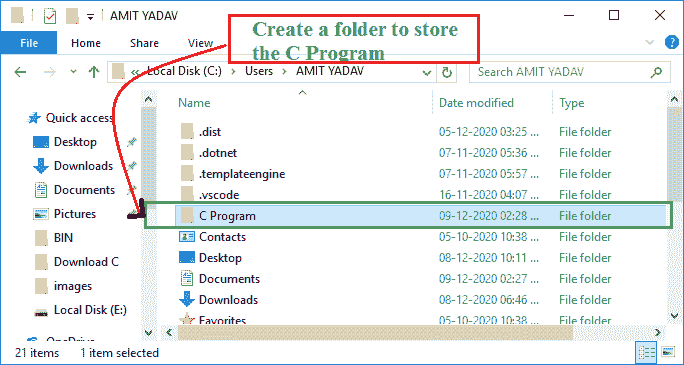 AMIT YADAV
Create a folder to store
the C Program
File Home Share View
« Local Disk (C:) › Users › AMIT YADAV
Search AMIT YADAV
Name Date modified Type
Quick access
Desktop
Downloads
Documents
Pictures
BIN
Download C
images
Local Disk (E:)
OneDrive
.dist 05-12-2020 03:25 ... File folder
.dotnet 07-11-2020 05:36 ... File folder
.templateengine 07-11-2020 05:57 ... File folder
.vscode 16-11-2020 04:07 ... File folder
C Program 09-12-2020 02:28 ... File folder
Contacts 05-10-2020 10:38 ... File folder
Desktop 08-12-2020 10:11 ... File folder
Documents 09-12-2020 02:27 ... File folder
Downloads 08-12-2020 06:46 ... File folder
Favorites 05-10-2020 10:38 ... File folder
21 items 1 item selected